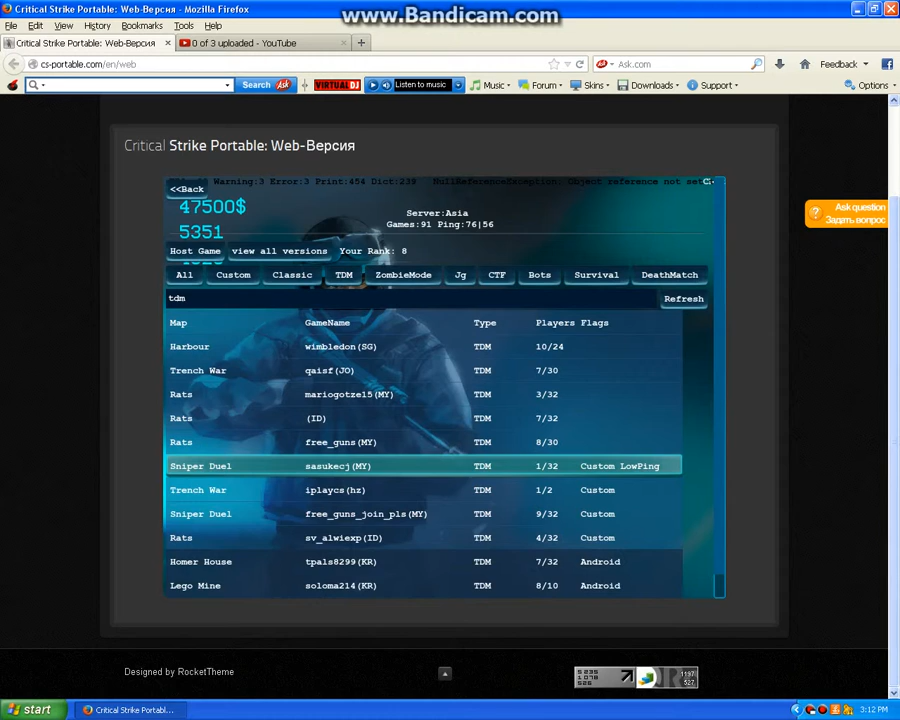 Critical Strike Portable: Web-Версия - Mozilla Firefox
www.Bandicam.com
File Edit View History Bookmarks Tools Help
Critical Strike Portable: Web-Версия × 0 of 3 uploaded - YouTube × +
cs-portable.com/en/web Ask.com Feedback
Search Ask VIRTUAL DJ Listen to music Music Forum Skins Downloads Support Options
Critical Strike Portable: Web-Версия
Warning:3 Error:3 Print:454 Dict:239 NullReferenceException: Object reference not set
<<Back
47500$
Server:Asia
Games:91 Ping:76|56
5351
Host Game view all versions Your Rank: 8
All Custom Classic TDM ZombieMode Jg CTF Bots Survival DeathMatch
tdm Refresh
Map GameName Type Players Flags
Harbour wimbledon(SG) TDM 10/24
Trench War qaisf(JO) TDM 7/30
Rats mariogotze15(MY) TDM 3/32
Rats (ID) TDM 7/32
Rats free_guns(MY) TDM 8/30
Sniper Duel sasukecj(MY) TDM 1/32 Custom LowPing
Trench War iplaycs(hz) TDM 1/2 Custom
Sniper Duel free_guns_join_pls(MY) TDM 9/32 Custom
Rats sv_alwiexp(ID) TDM 4/32 Custom
Homer House tpals8299(KR) TDM 7/32 Android
Lego Mine soloma214(KR) TDM 8/10 Android
Ask question
Задать вопрос
Designed by RocketTheme
5 235
1 078
526
1197
527
start Critical Strike Portabl... 3:12 PM